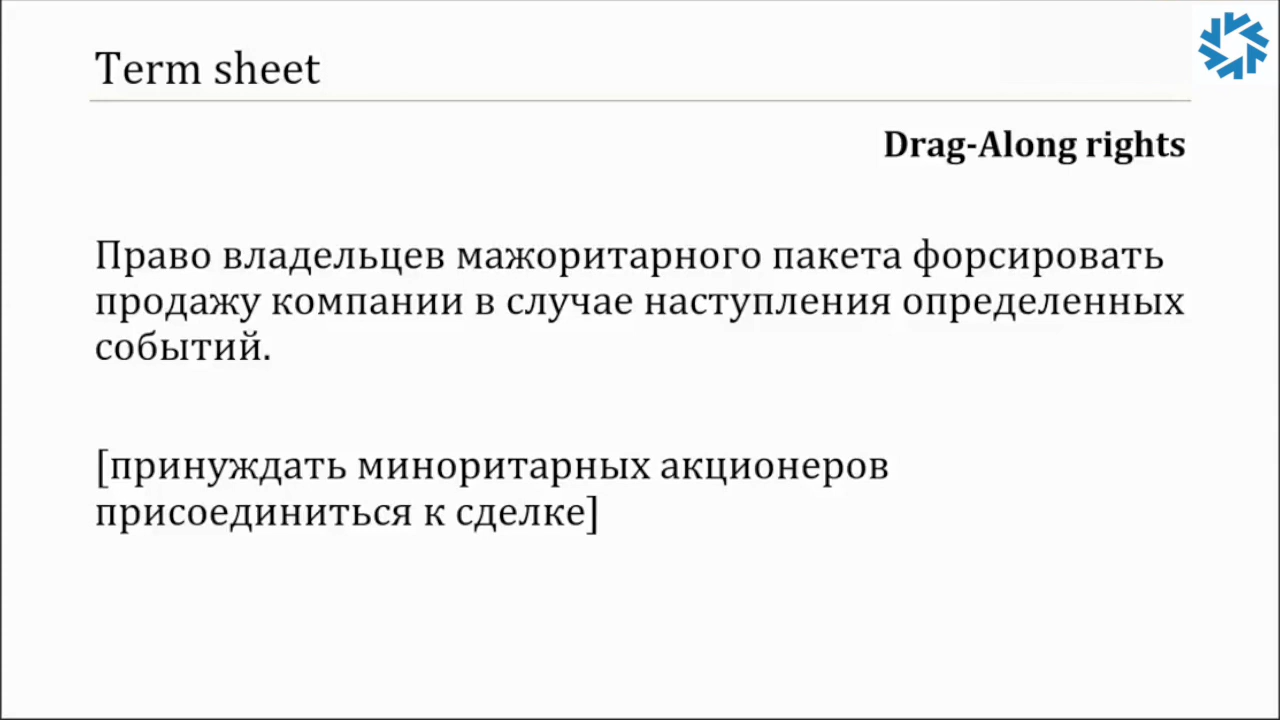 Term sheet
Drag-Along rights
Право владельцев мажоритарного пакета форсировать
продажу компании в случае наступления определенных
событий.
[принуждать миноритарных акционеров
присоединиться к сделке]